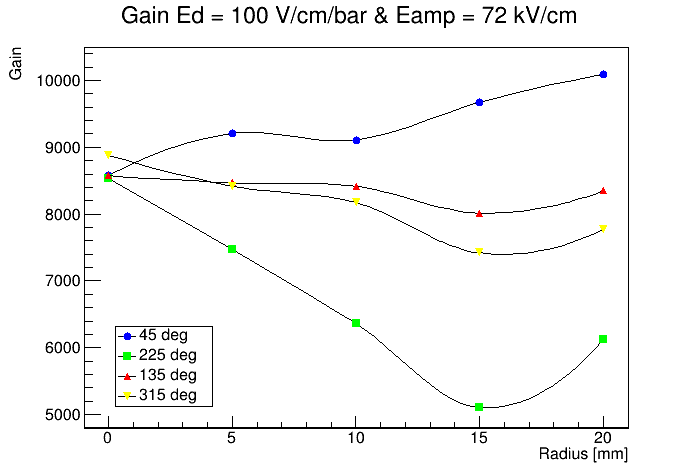 Gain Ed = 100 V/cm/bar & Eamp = 72 kV/cm
Gain
10000
9000
8000
7000
6000
5000
45 deg
225 deg
135 deg
315 deg
0 5 10 15 20
Radius [mm]